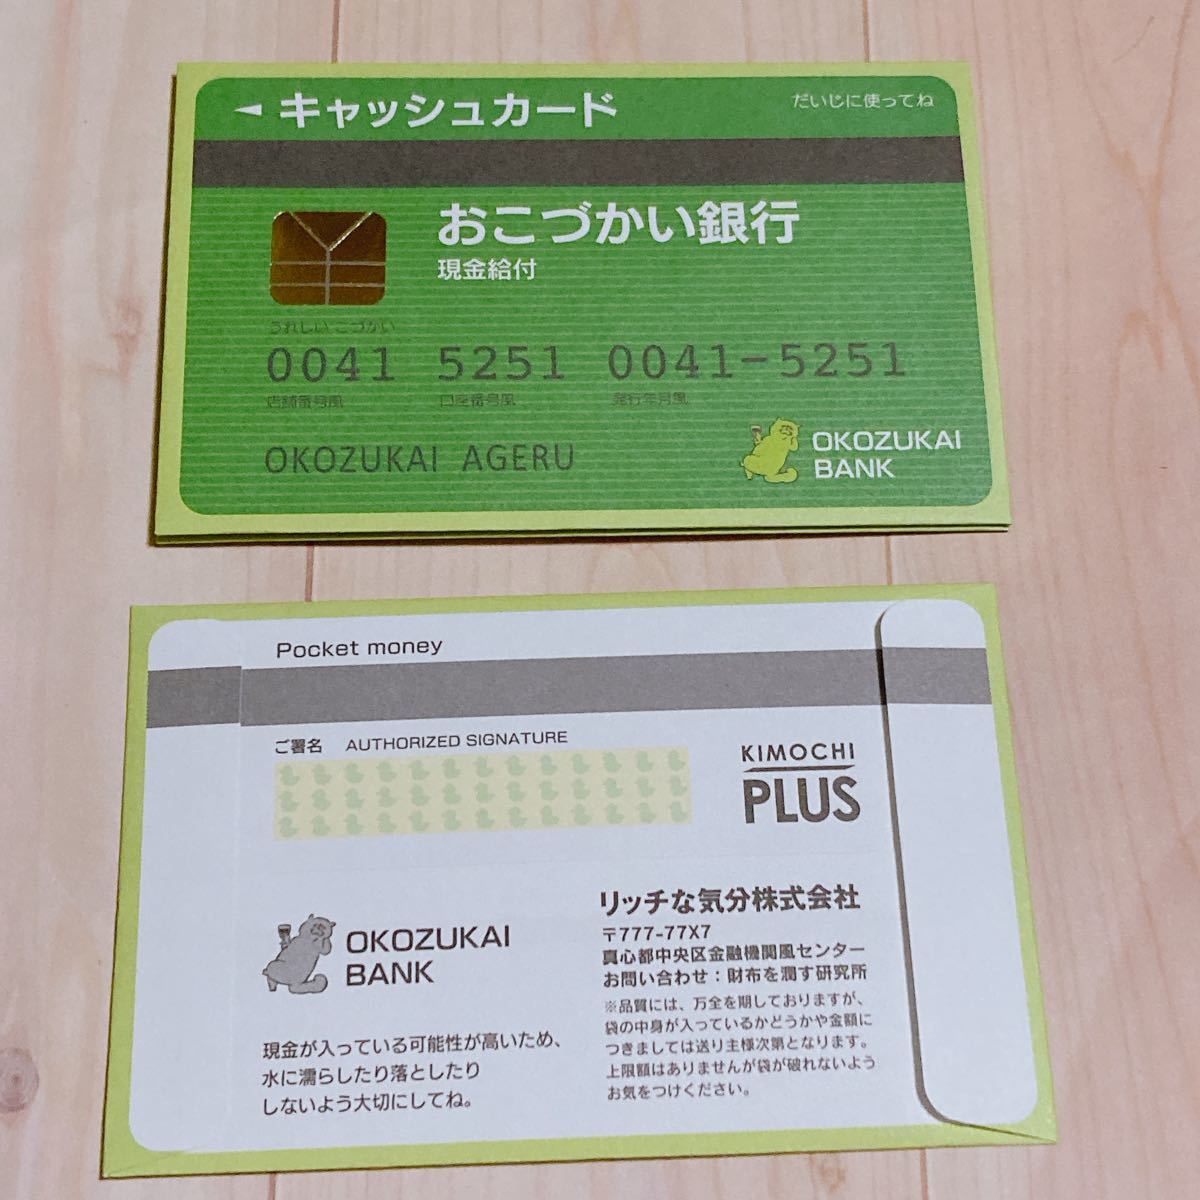 キャッシュカード
だいじに使ってね
おこづかい銀行
現金給付
うれしい こづかい
0041 5251 0041-5251
店舗番号風 口座番号風 発行年月風
OKOZUKAI AGERU
OKOZUKAI
BANK
Pocket money
ご署名 AUTHORIZED SIGNATURE
KIMOCHI
PLUS
リッチな気分株式会社
〒777-77X7
真心都中央区金融機関風センター
お問い合わせ:財布を潤す研究所
※品質には、万全を期しておりますが、
袋の中身が入っているかどうかや金額に
つきましては送り主様次第となります。
上限額はありませんが袋が破れないよう
お気をつけください。
OKOZUKAI
BANK
現金が入っている可能性が高いため、
水に濡らしたり落としたり
しないよう大切にしてね。